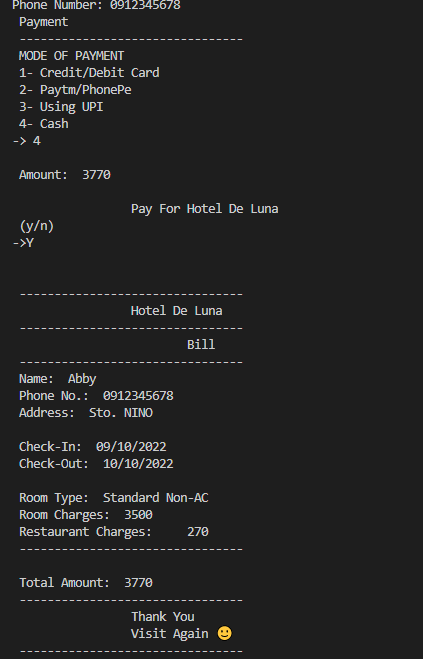 Phone Number: 0912345678
Payment
--------------------------------
MODE OF PAYMENT
1- Credit/Debit Card
2- Paytm/PhonePe
3- Using UPI
4- Cash
-> 4
Amount:  3770
Pay For Hotel De Luna
(y/n)
->Y
--------------------------------
Hotel De Luna
--------------------------------
Bill
--------------------------------
Name:  Abby
Phone No.:  0912345678
Address:  Sto. NINO
Check-In:  09/10/2022
Check-Out:  10/10/2022
Room Type:  Standard Non-AC
Room Charges:  3500
Restaurant Charges:     270
--------------------------------
Total Amount:  3770
--------------------------------
Thank You
Visit Again 🙂
--------------------------------